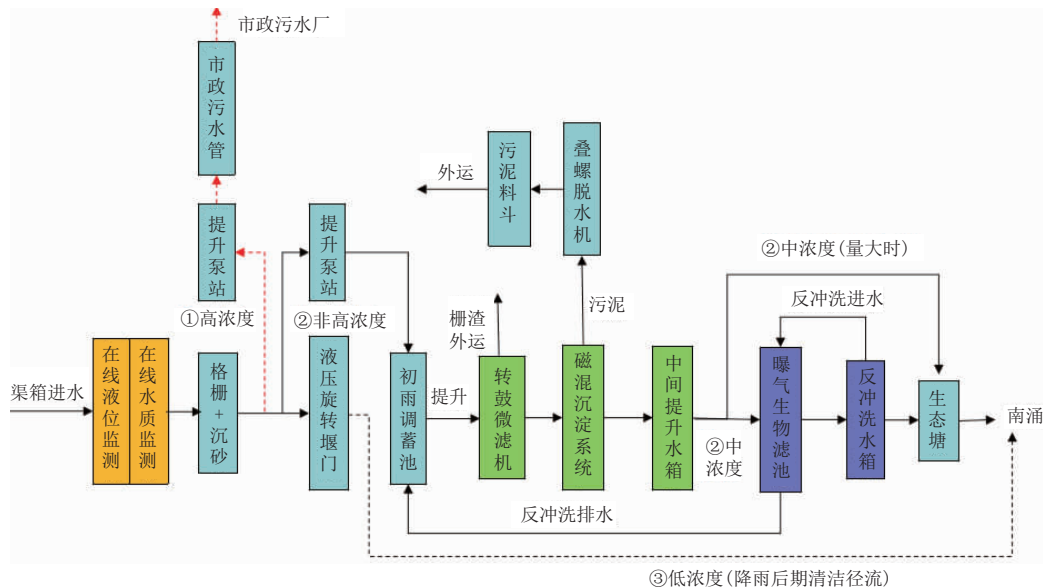 市政污水厂
市政污水管
提升泵站
①高浓度
提升泵站
②非高浓度
外运
污泥料斗
叠螺脱水机
污泥
栅渣
外运
②中浓度(量大时)
反冲洗进水
渠箱进水
在线液位监测
在线水质监测
格栅+沉砂
液压旋转堰门
初雨调蓄池
提升
转鼓微滤机
磁混沉淀系统
中间提升水箱
②中
浓度
曝气生物滤池
反冲洗水箱
生态塘
南涌
反冲洗排水
③低浓度(降雨后期清洁径流)